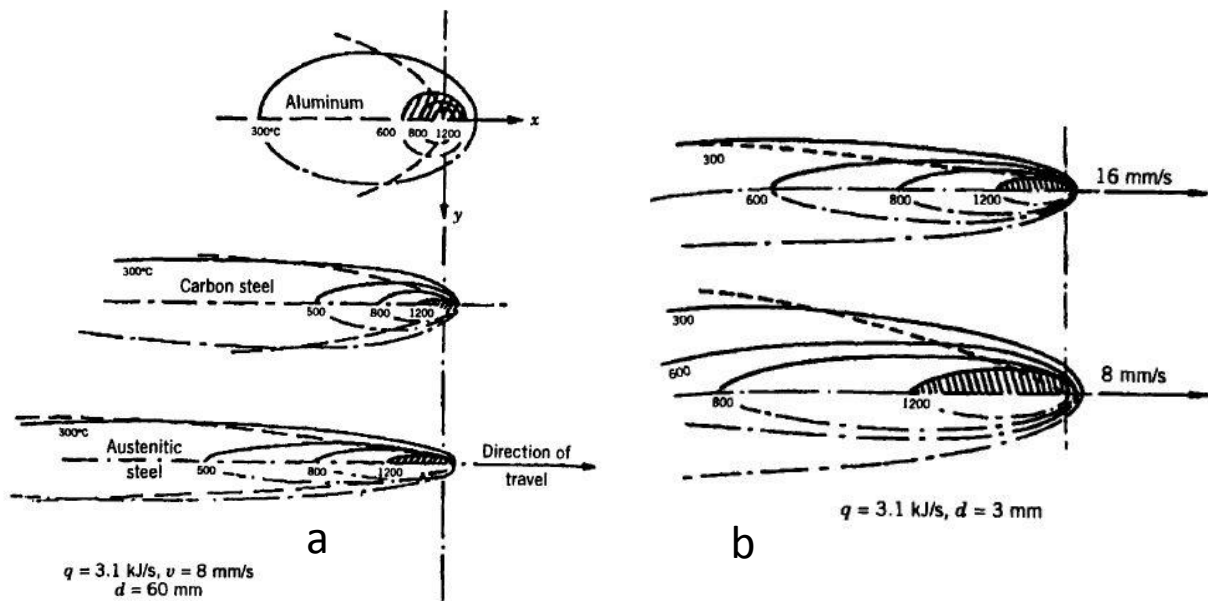 Aluminum
300°C
600
800
1200
x
y
300°C
Carbon steel
500
800
1200
300°C
Austenitic
steel
500
800
1200
Direction of
travel
a
q = 3.1 kJ/s, v = 8 mm/s
d = 60 mm
300
600
800
1200
16 mm/s
300
600
800
1200
8 mm/s
q = 3.1 kJ/s, d = 3 mm
b